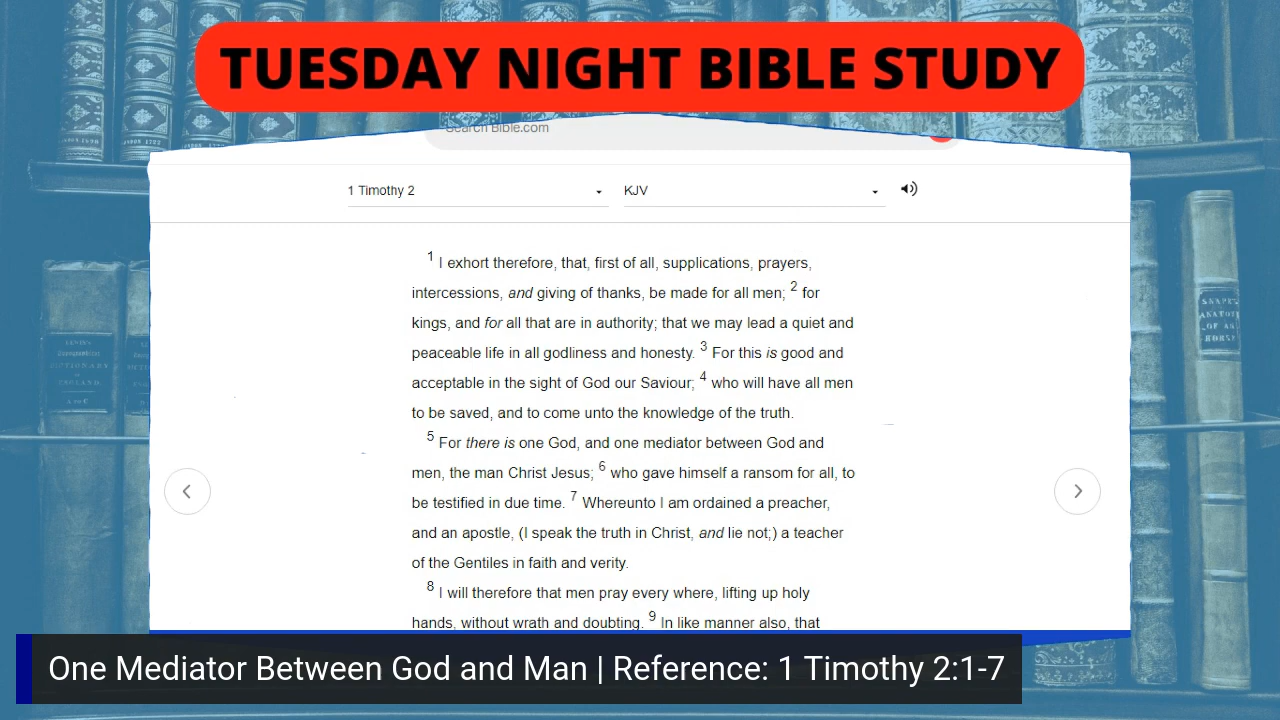 TUESDAY NIGHT BIBLE STUDY
Search Bible.com
1 Timothy 2
KJV
1 I exhort therefore, that, first of all, supplications, prayers,
intercessions, and giving of thanks, be made for all men; 2 for
kings, and for all that are in authority; that we may lead a quiet and
peaceable life in all godliness and honesty. 3 For this is good and
acceptable in the sight of God our Saviour; 4 who will have all men
to be saved, and to come unto the knowledge of the truth.
5 For there is one God, and one mediator between God and
men, the man Christ Jesus; 6 who gave himself a ransom for all, to
be testified in due time. 7 Whereunto I am ordained a preacher,
and an apostle, (I speak the truth in Christ, and lie not;) a teacher
of the Gentiles in faith and verity.
8 I will therefore that men pray every where, lifting up holy
hands, without wrath and doubting. 9 In like manner also, that
One Mediator Between God and Man | Reference: 1 Timothy 2:1-7